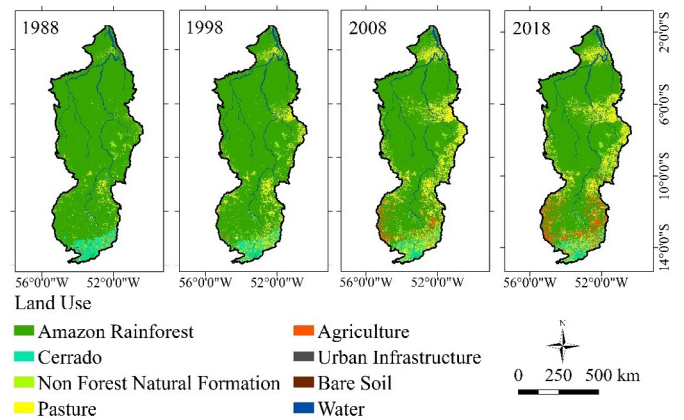 1988
1998
2008
2018
2°0'0"S
6°0'0"S
10°0'0"S
14°0'0"S
56°0'0"W 52°0'0"W
56°0'0"W 52°0'0"W
56°0'0"W 52°0'0"W
56°0'0"W 52°0'0"W
Land Use
Amazon Rainforest
Cerrado
Non Forest Natural Formation
Pasture
Agriculture
Urban Infrastructure
Bare Soil
Water
N
0 250 500 km